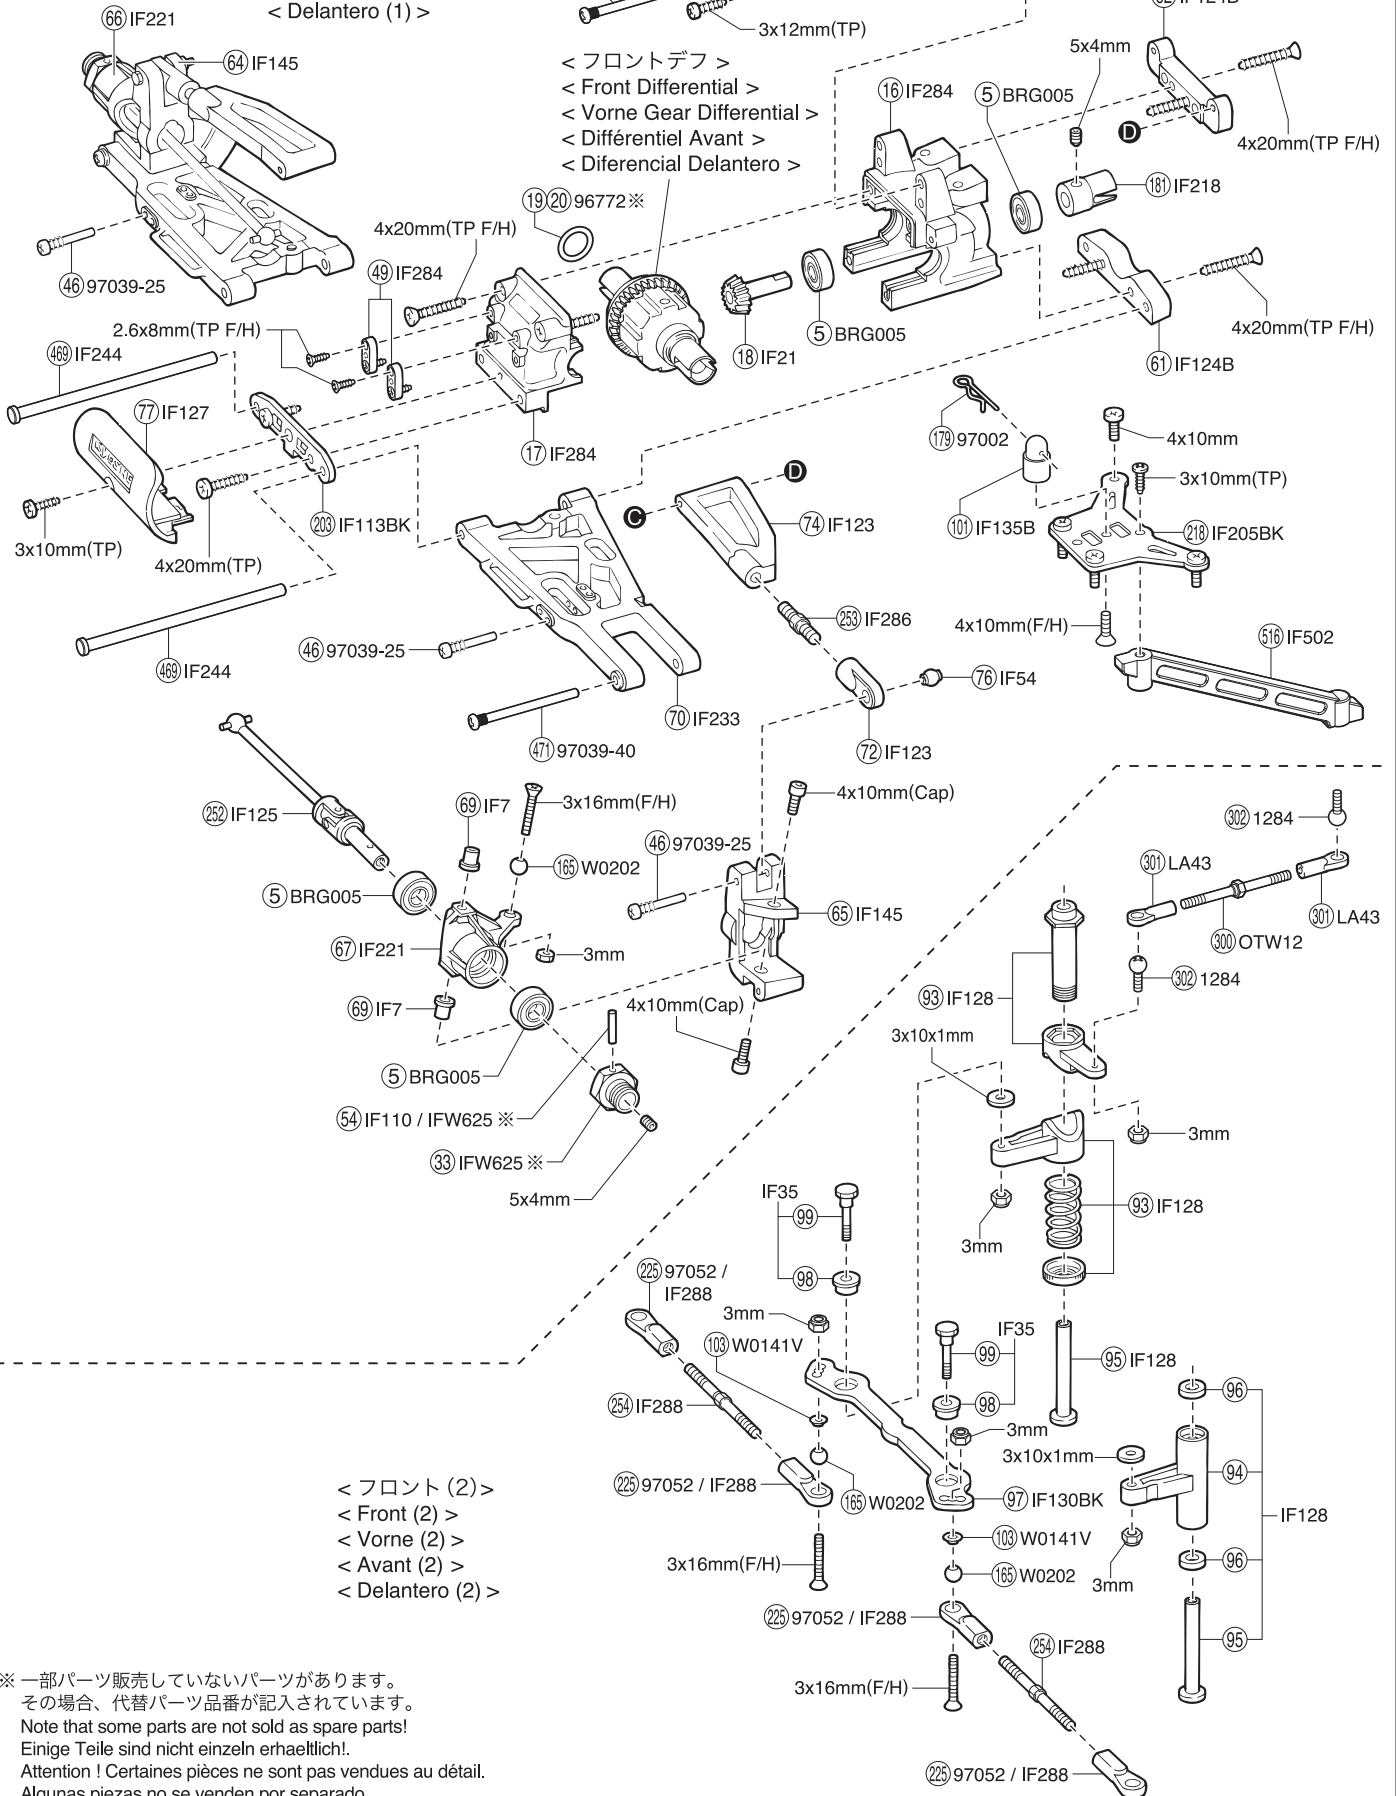 < Delantero (1) >
66 IF221
64 IF145
3x12mm(TP)
5x4mm
< フロントデフ >
< Front Differential >
< Vorne Gear Differential >
< Différentiel Avant >
< Diferencial Delantero >
16 IF284
5 BRG005
D
4x20mm(TP F/H)
181 IF218
19 20 96772※
4x20mm(TP F/H)
49 IF284
46 97039-25
2.6x8mm(TP F/H)
469 IF244
5 BRG005
18 IF21
4x20mm(TP F/H)
61 IF124B
77 IF127
KYOSHO
17 IF284
179 97002
4x10mm
3x10mm(TP)
203 IF113BK
3x10mm(TP)
4x20mm(TP)
D
C
74 IF123
101 IF135B
218 IF205BK
253 IF286
4x10mm(F/H)
516 IF502
46 97039-25
469 IF244
76 IF54
70 IF233
471 97039-40
72 IF123
252 IF125
69 IF7
3x16mm(F/H)
4x10mm(Cap)
302 1284
46 97039-25
165 W0202
301 LA43
5 BRG005
65 IF145
301 LA43
300 OTW12
67 IF221
3mm
302 1284
93 IF128
69 IF7
4x10mm(Cap)
3x10x1mm
5 BRG005
54 IF110 / IFW625 ※
3mm
33 IFW625 ※
5x4mm
IF35
99
93 IF128
3mm
98
225 97052 /
IF288
3mm
IF35
103 W0141V
99
95 IF128
96
254 IF288
98
3mm
3x10x1mm
94
< フロント (2) >
< Front (2) >
< Vorne (2) >
< Avant (2) >
< Delantero (2) >
225 97052 / IF288
165 W0202
97 IF130BK
IF128
103 W0141V
96
3x16mm(F/H)
165 W0202
3mm
225 97052 / IF288
95
254 IF288
3x16mm(F/H)
225 97052 / IF288
※ 一部パーツ販売していないパーツがあります。
その場合、代替パーツ品番が記入されています。
Note that some parts are not sold as spare parts!
Einige Teile sind nicht einzeln erhaeltlich!.
Attention ! Certaines pièces ne sont pas vendues au détail.
Algunas piezas no se venden por separado